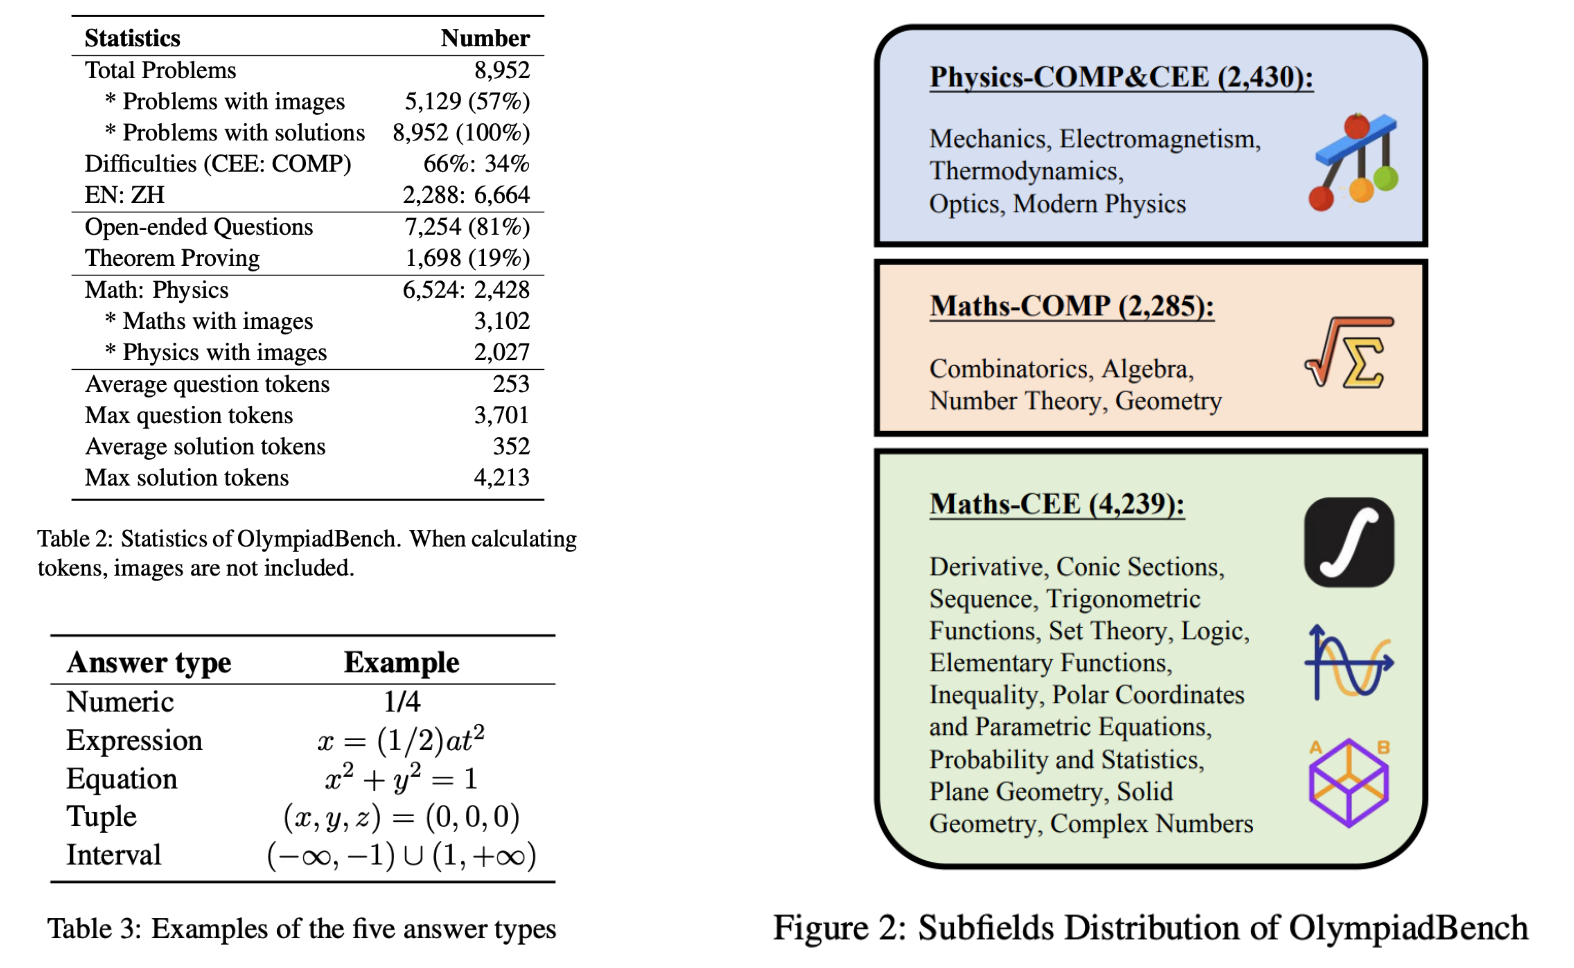 Statistics Number
Total Problems 8,952
* Problems with images 5,129 (57%)
* Problems with solutions 8,952 (100%)
Difficulties (CEE: COMP) 66%: 34%
EN: ZH 2,288: 6,664
Open-ended Questions 7,254 (81%)
Theorem Proving 1,698 (19%)
Math: Physics 6,524: 2,428
* Maths with images 3,102
* Physics with images 2,027
Average question tokens 253
Max question tokens 3,701
Average solution tokens 352
Max solution tokens 4,213
Table 2: Statistics of OlympiadBench. When calculating
tokens, images are not included.
Answer type Example
Numeric 1/4
Expression x = (1/2)at²
Equation x² + y² = 1
Tuple (x, y, z) = (0, 0, 0)
Interval (−∞, −1) ∪ (1, +∞)
Table 3: Examples of the five answer types
Physics-COMP&CEE (2,430):
Mechanics, Electromagnetism,
Thermodynamics,
Optics, Modern Physics
Maths-COMP (2,285):
Combinatorics, Algebra,
Number Theory, Geometry
√Σ
Maths-CEE (4,239):
Derivative, Conic Sections,
Sequence, Trigonometric
Functions, Set Theory, Logic,
Elementary Functions,
Inequality, Polar Coordinates
and Parametric Equations,
Probability and Statistics,
Plane Geometry, Solid
Geometry, Complex Numbers
∫
A B
Figure 2: Subfields Distribution of OlympiadBench